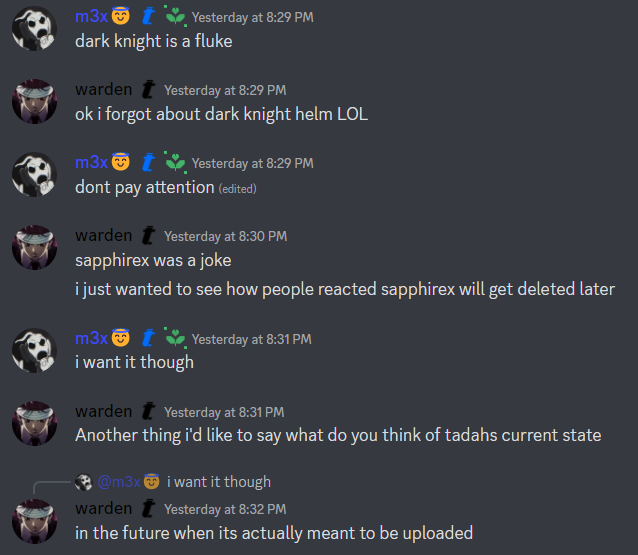 m3x Yesterday at 8:29 PM
dark knight is a fluke
warden Yesterday at 8:29 PM
ok i forgot about dark knight helm LOL
m3x Yesterday at 8:29 PM
dont pay attention (edited)
warden Yesterday at 8:30 PM
sapphirex was a joke
i just wanted to see how people reacted sapphirex will get deleted later
m3x Yesterday at 8:31 PM
i want it though
warden Yesterday at 8:31 PM
Another thing i'd like to say what do you think of tadahs current state
@m3x i want it though
warden Yesterday at 8:32 PM
in the future when its actually meant to be uploaded